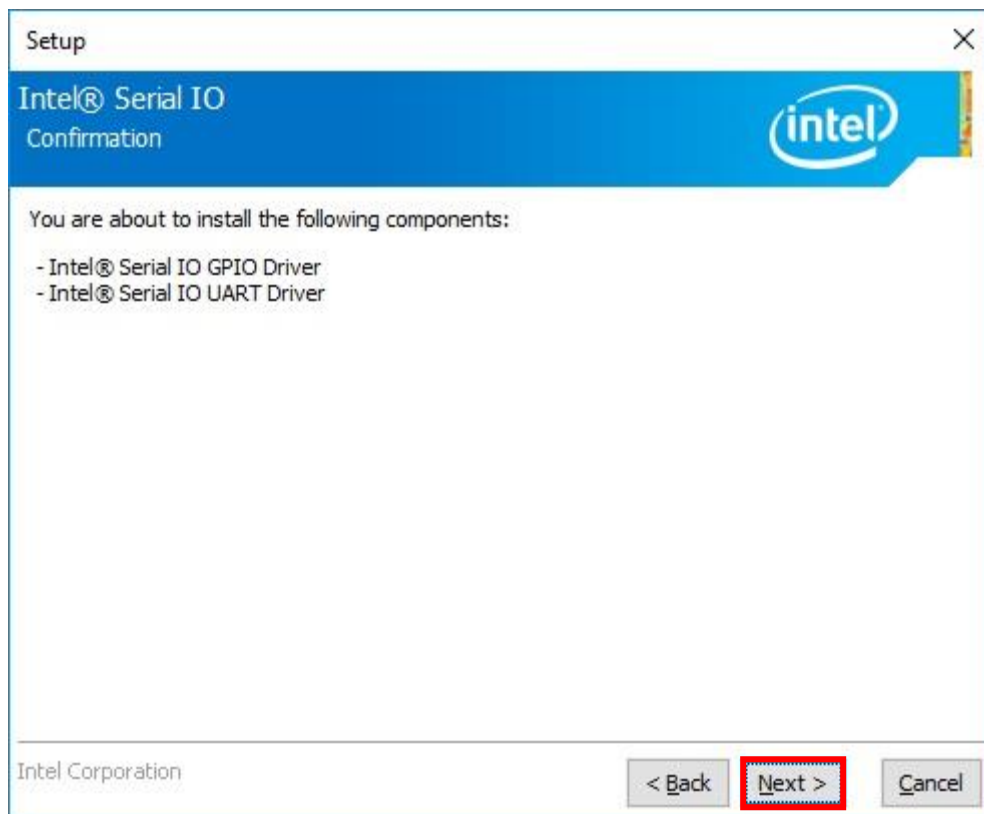 Setup
Intel® Serial IO
Confirmation
intel
You are about to install the following components:
- Intel® Serial IO GPIO Driver
- Intel® Serial IO UART Driver
Intel Corporation
< Back Next > Cancel